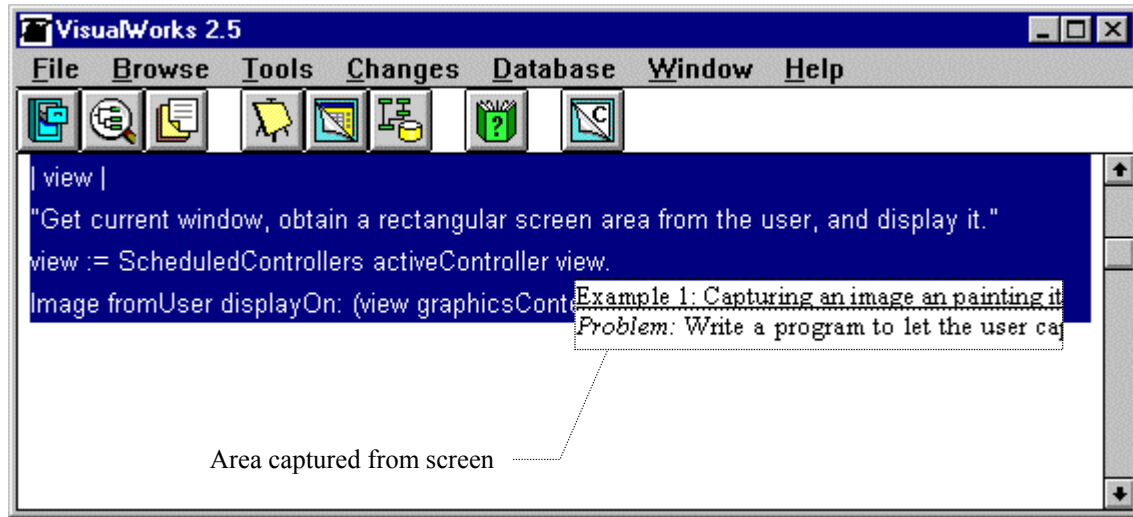 VisualWorks 2.5
File Browse Tools Changes Database Window Help
? C
| view |
"Get current window, obtain a rectangular screen area from the user, and display it."
view := ScheduledControllers activeController view.
Image fromUser displayOn: (view graphicsConte
Example 1: Capturing an image an painting it
Problem: Write a program to let the user cap
Area captured from screen